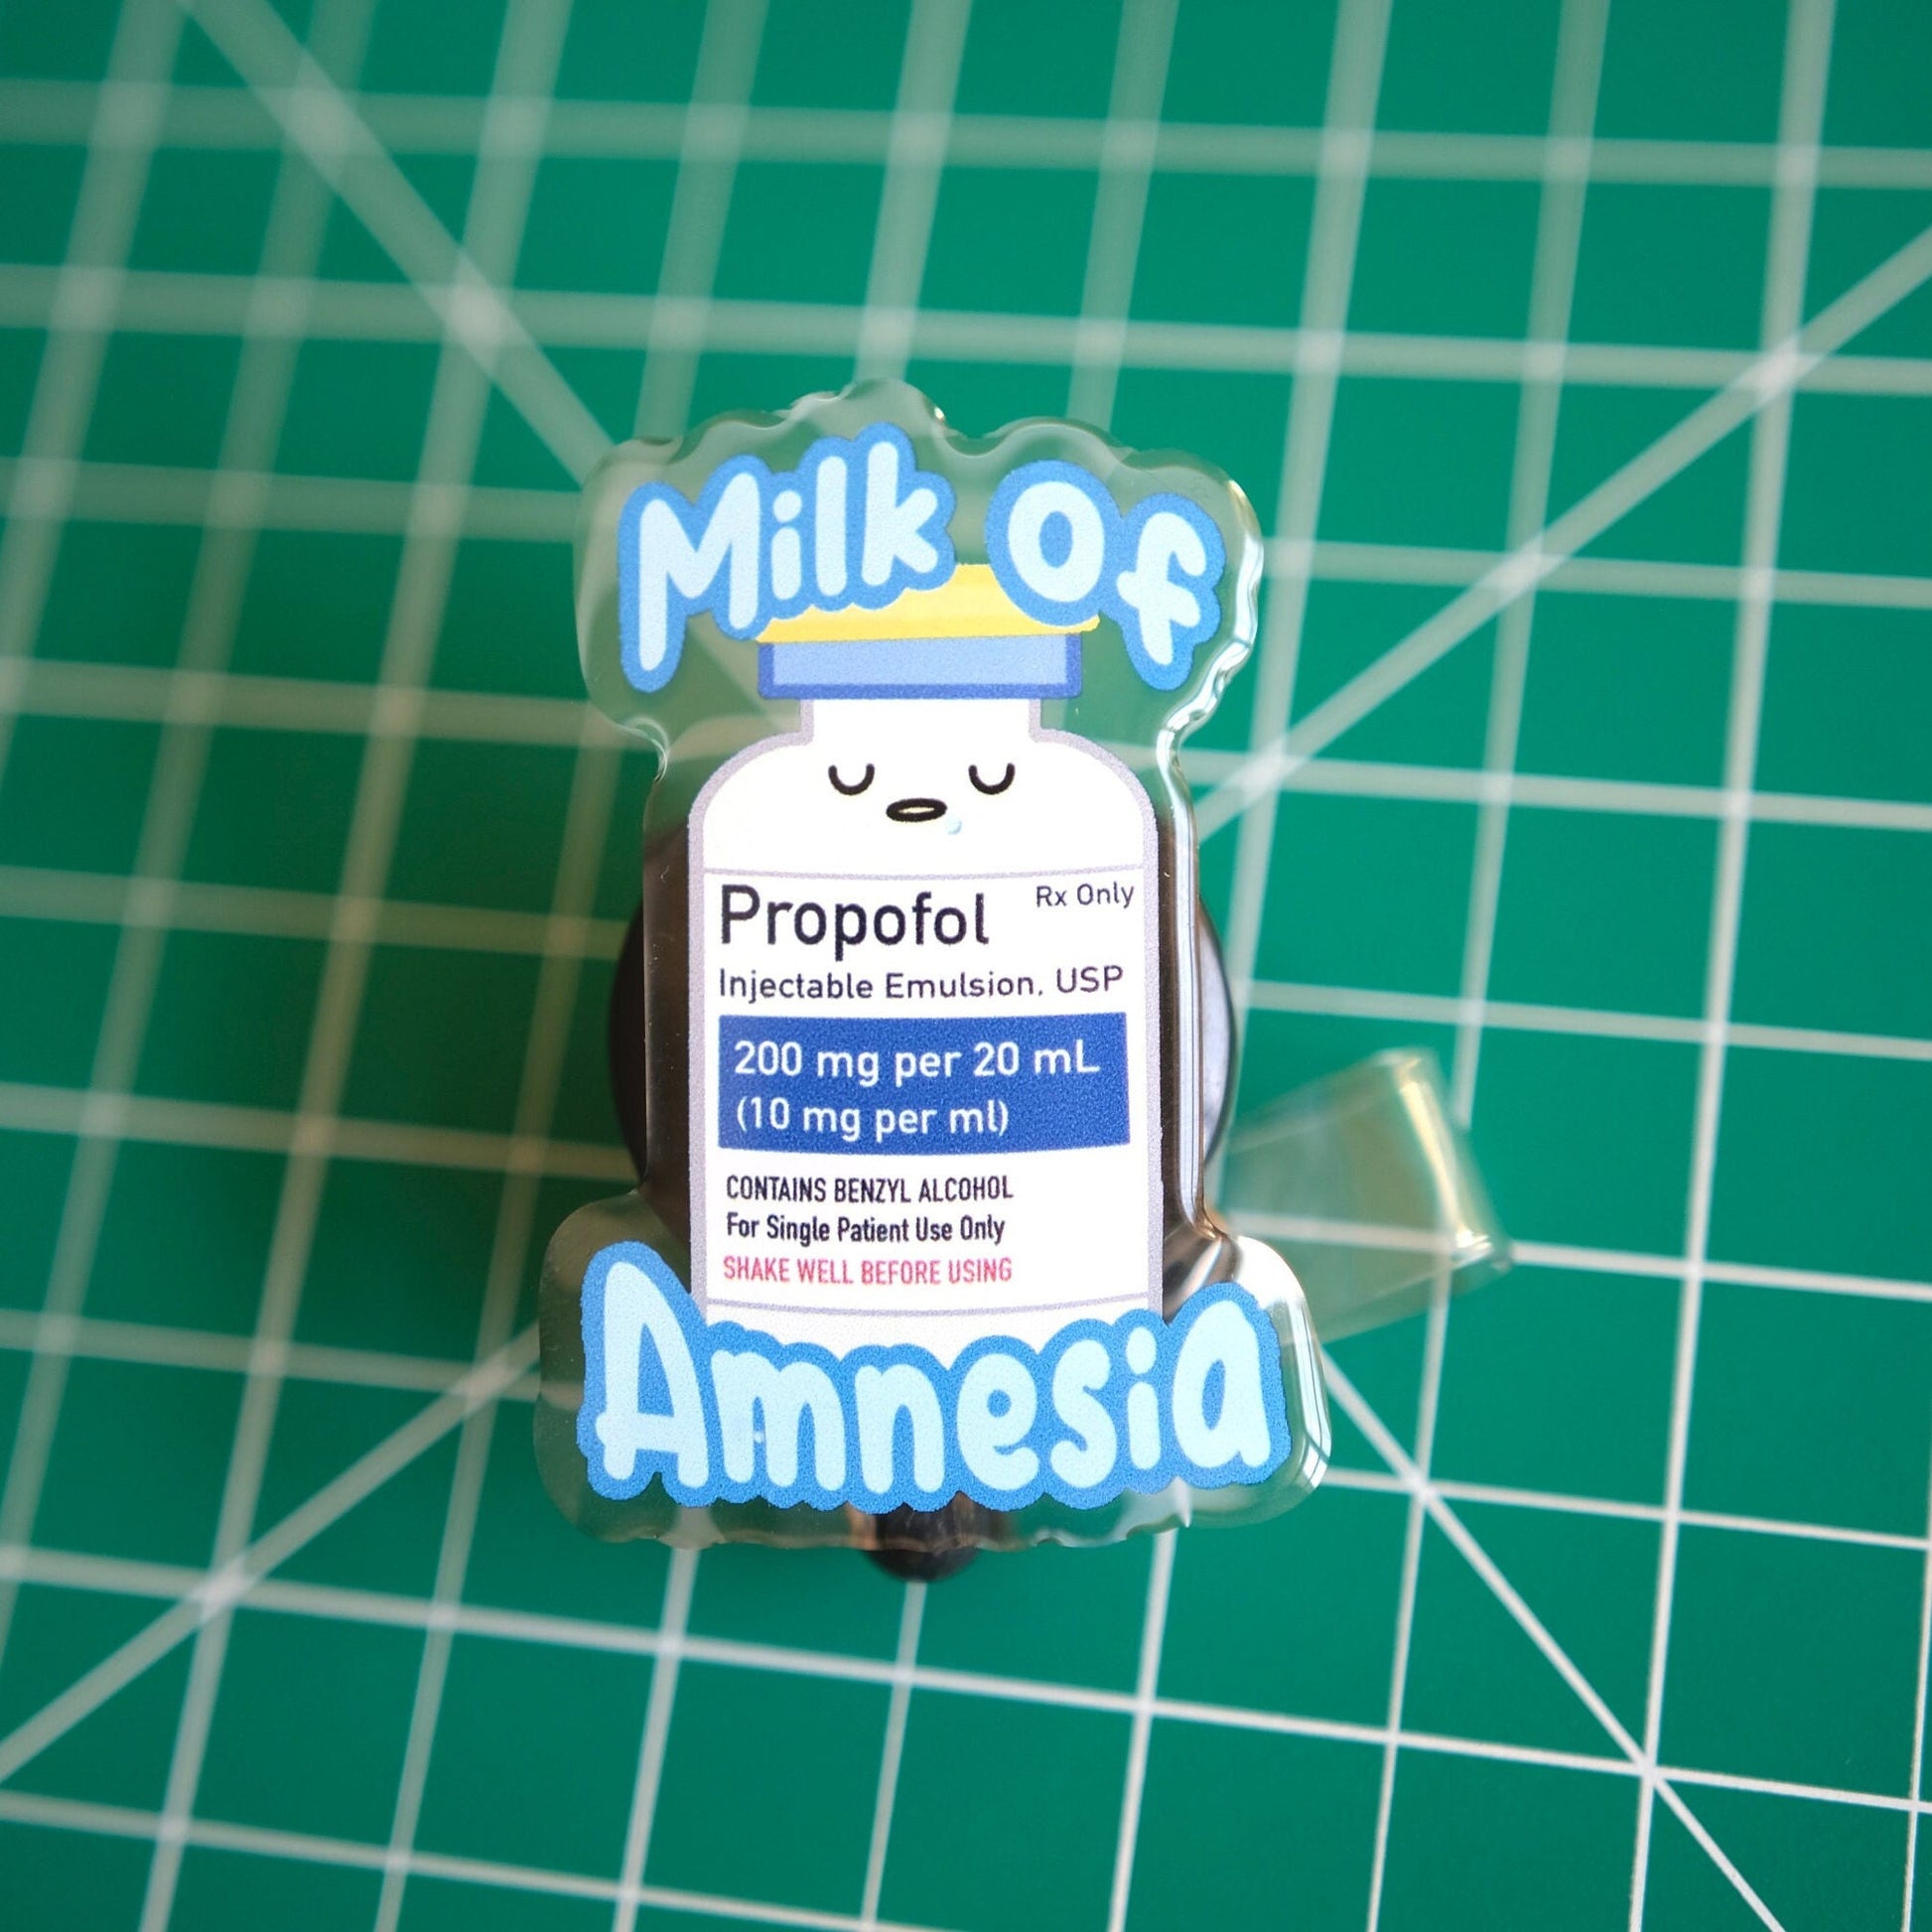 Milk Of
Propofol
Rx Only
Injectable Emulsion, USP
200 mg per 20 mL
(10 mg per ml)
CONTAINS BENZYL ALCOHOL
For Single Patient Use Only
SHAKE WELL BEFORE USING
Amnesia